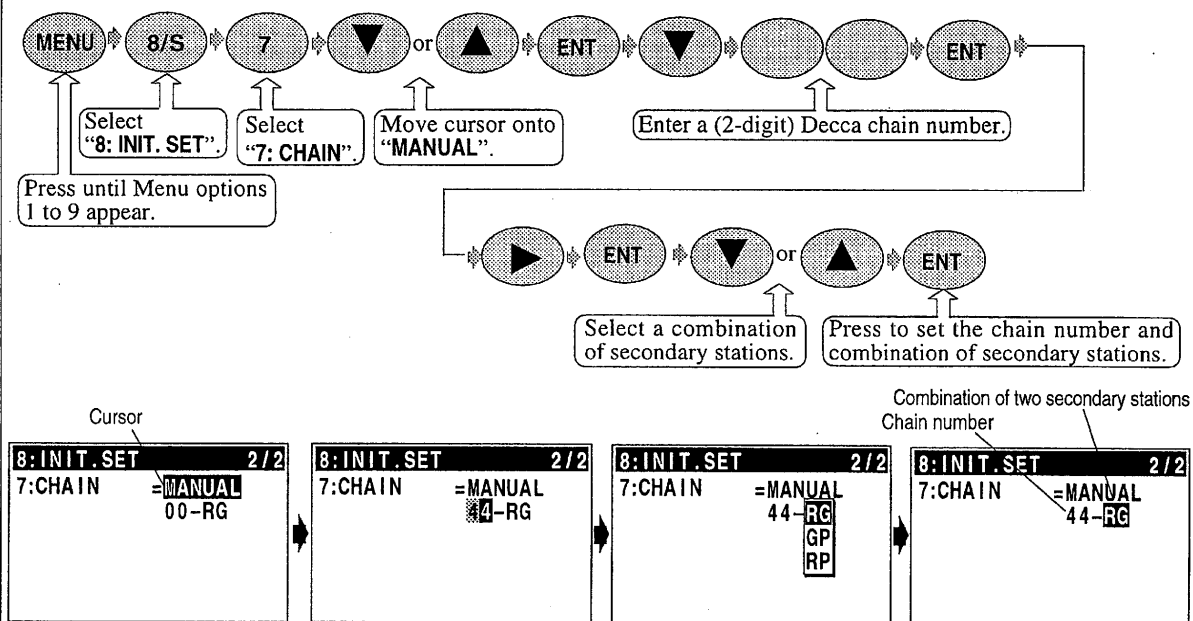 MENU 8/S 7 or ENT ENT
Select
"8: INIT. SET".
Select
"7: CHAIN".
Move cursor onto
"MANUAL".
Enter a (2-digit) Decca chain number.
Press until Menu options
1 to 9 appear.
ENT or ENT
Select a combination
of secondary stations.
Press to set the chain number and
combination of secondary stations.
Cursor
Combination of two secondary stations
Chain number
8:INIT.SET 2/2
7:CHAIN =MANUAL
00-RG
8:INIT.SET 2/2
7:CHAIN =MANUAL
44-RG
8:INIT.SET 2/2
7:CHAIN =MANUAL
44-RG
GP
RP
8:INIT.SET 2/2
7:CHAIN =MANUAL
44-RG